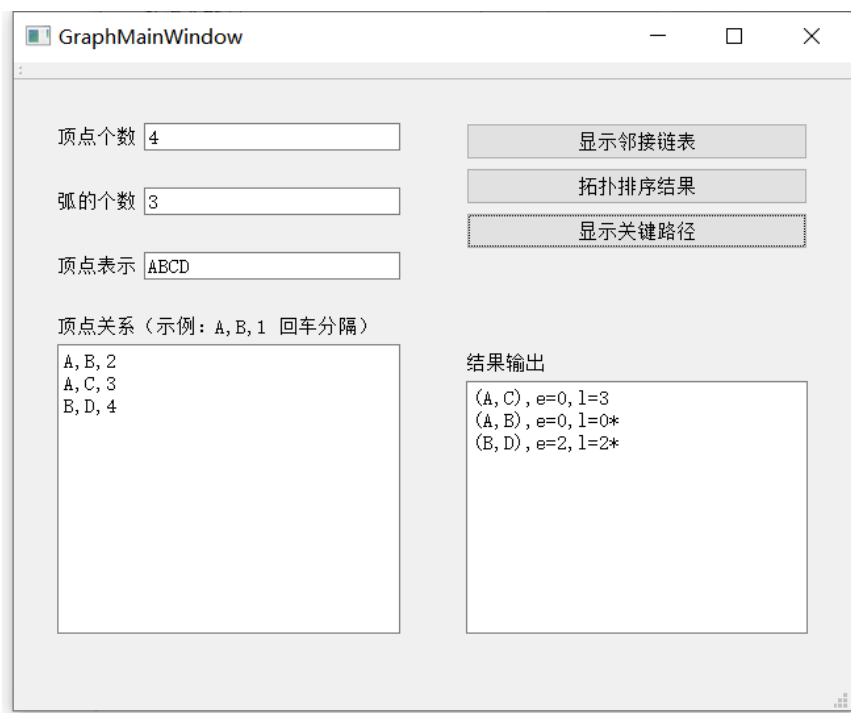 GraphMainWindow
顶点个数 4
弧的个数 3
顶点表示 ABCD
顶点关系（示例：A,B,1 回车分隔）
A,B,2
A,C,3
B,D,4
显示邻接链表
拓扑排序结果
显示关键路径
结果输出
(A,C),e=0,l=3
(A,B),e=0,l=0*
(B,D),e=2,l=2*